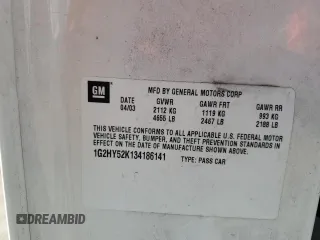 GM
MFD BY GENERAL MOTORS CORP
DATE GVWR GAWR FRT GAWR RR
04/03 2112 KG 1119 KG 993 KG
4655 LB 2467 LB 2188 LB
THIS VEHICLE CONFORMS TO ALL APPLICABLE U.S. FEDERAL MOTOR
VEHICLE SAFETY, BUMPER, AND THEFT PREVENTION STANDARDS
IN EFFECT ON THE DATE OF MANUFACTURE SHOWN ABOVE.
1G2HY52K134186141 TYPE: PASS CAR
DREAMBID